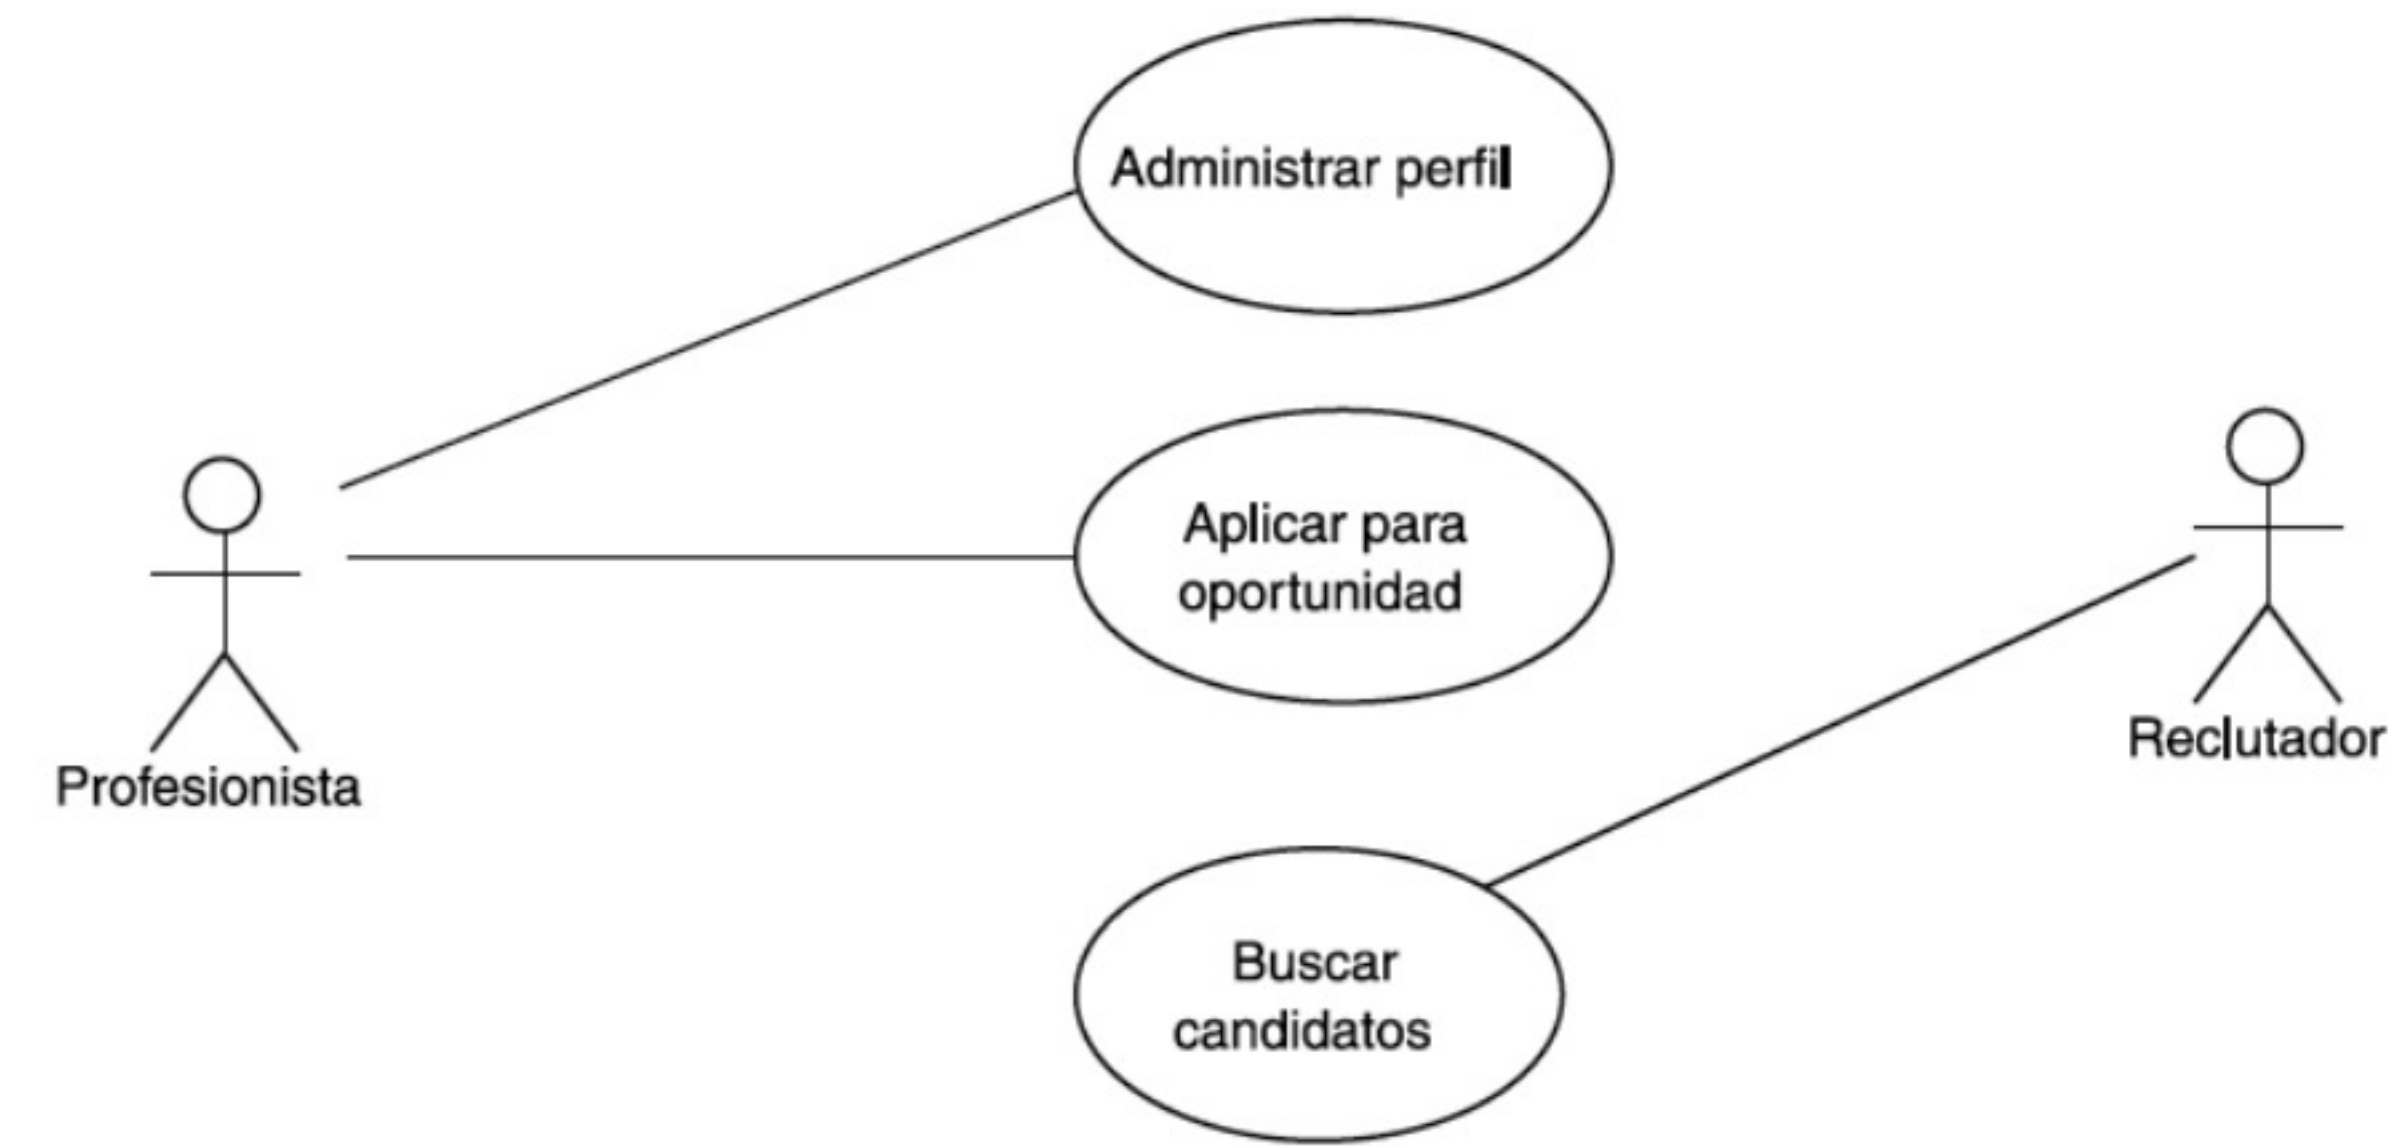 Administrar perfil
Aplicar para
oportunidad
Profesionista
Reclutador
Buscar
candidatos